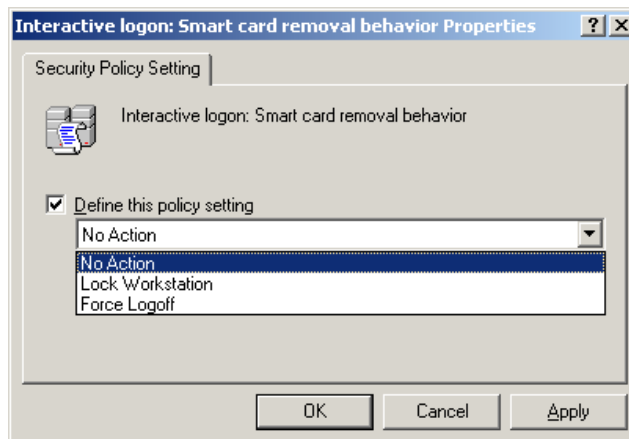 Interactive logon: Smart card removal behavior Properties
Security Policy Setting
Interactive logon: Smart card removal behavior
Define this policy setting
No Action
No Action
Lock Workstation
Force Logoff
OK Cancel Apply